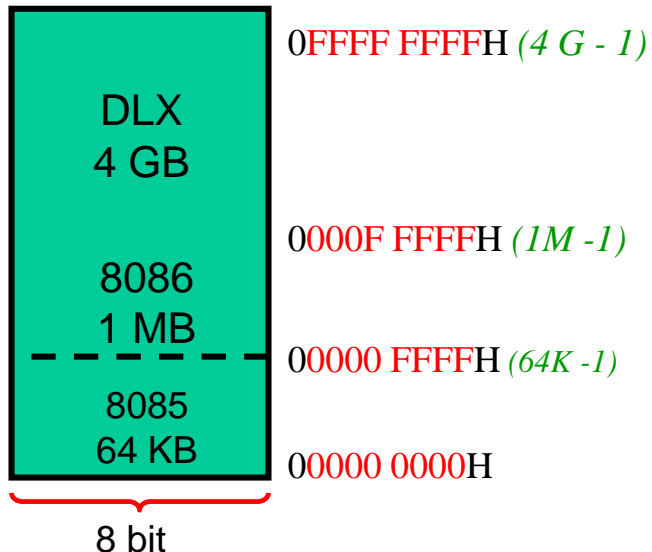 0FFFF FFFFH (4 G - 1)
DLX
4 GB
0000F FFFFH (1M -1)
8086
1 MB
00000 FFFFH (64K -1)
8085
64 KB
00000 0000H
8 bit